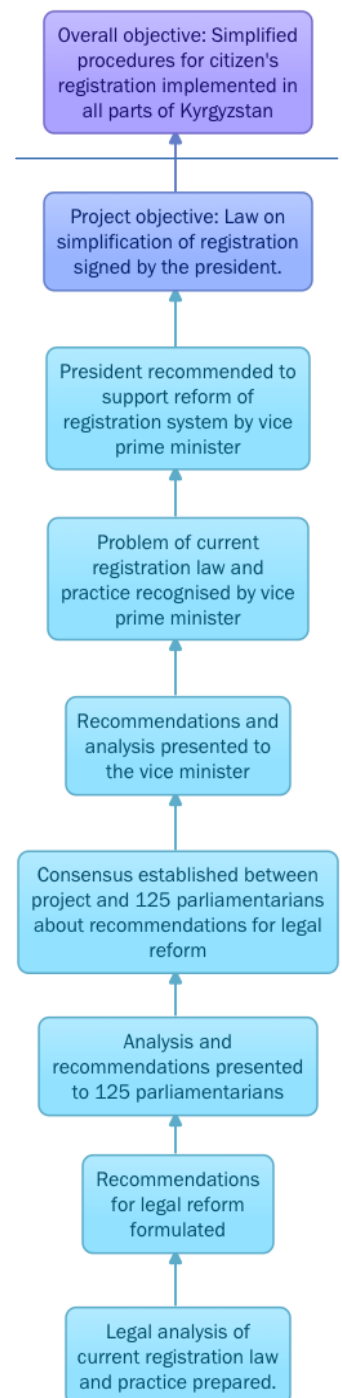 Overall objective: Simplified
procedures for citizen's
registration implemented in
all parts of Kyrgyzstan
Project objective: Law on
simplification of registration
signed by the president.
President recommended to
support reform of
registration system by vice
prime minister
Problem of current
registration law and
practice recognised by vice
prime minister
Recommendations and
analysis presented to
the vice minister
Consensus established between
project and 125 parliamentarians
about recommendations for legal
reform
Analysis and
recommendations presented
to 125 parliamentarians
Recommendations
for legal reform
formulated
Legal analysis of
current registration law
and practice prepared.